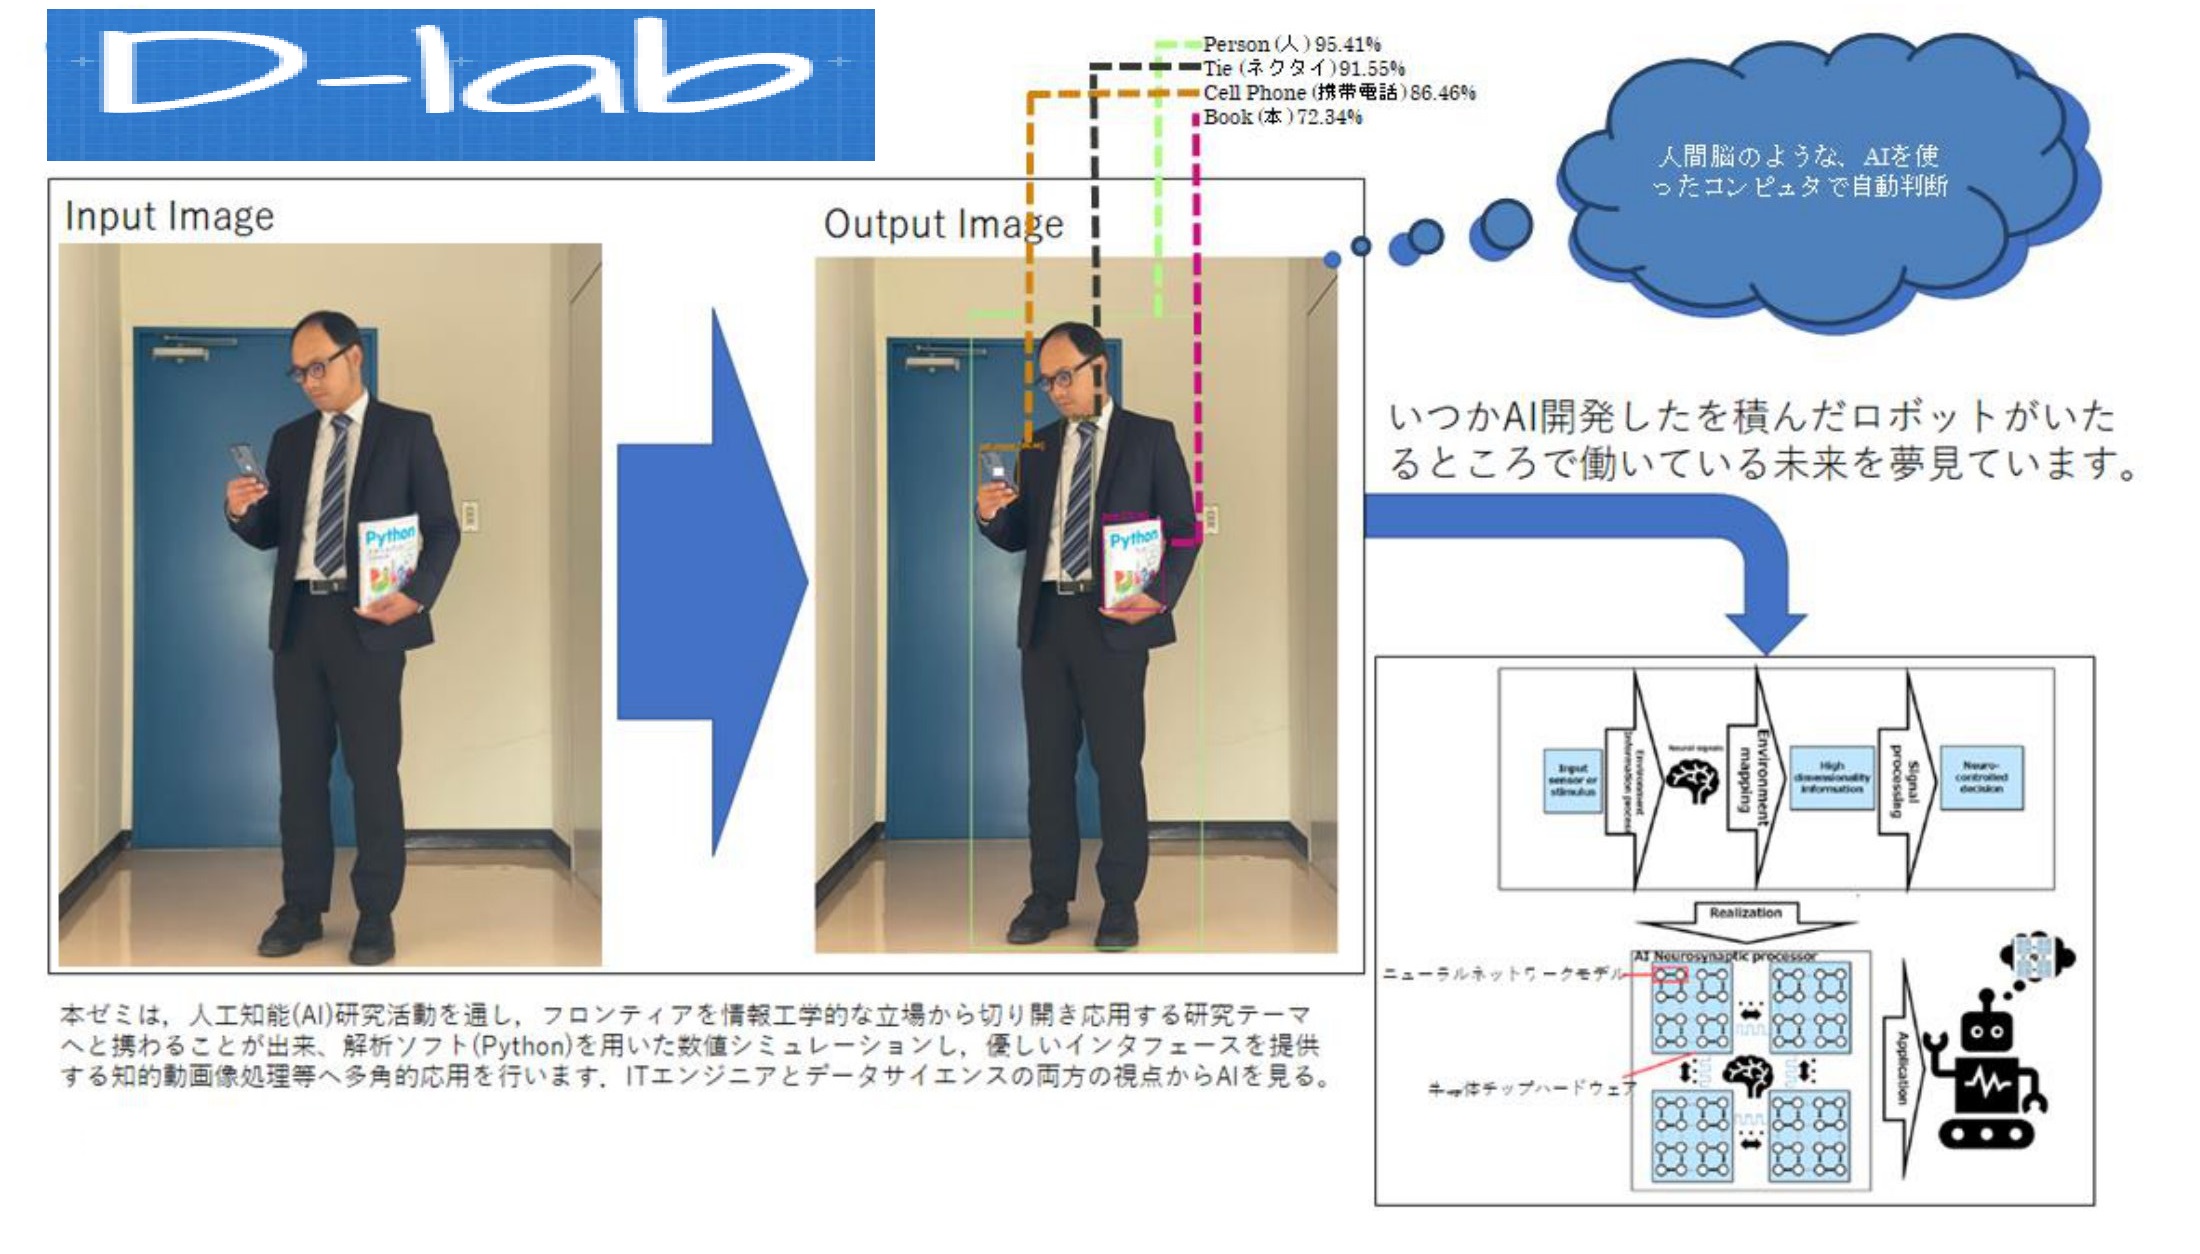 D-lab
Person (人) 95.41%
Tie (ネクタイ)91.55%
Cell Phone (携帯電話)86.46%
Book (本)72.34%
人間脳のような、AIを使
ったコンピュタで自動判断
Input Image
Output Image
Python
Python
いつかAI開発したを積んだロボットがいた
るところで働いている未来を夢見ています。
Input
sensor or
stimulus
Environment
Information process
Neural signals
Environment
mapping
High
dimensionality
information
Signal
processing
Neuro-
controlled
decision
Realization
AI Neurosynaptic processor
ニューラルネットワークモデル
半導体チップハードウェア
Application
本ゼミは，人工知能(AI)研究活動を通し，フロンティアを情報工学的な立場から切り開き応用する研究テーマ
へと携わることが出来、解析ソフト(Python)を用いた数値シミュレーションし，優しいインタフェースを提供
する知的動画像処理等へ多角的応用を行います．ITエンジニアとデータサイエンスの両方の視点からAIを見る。